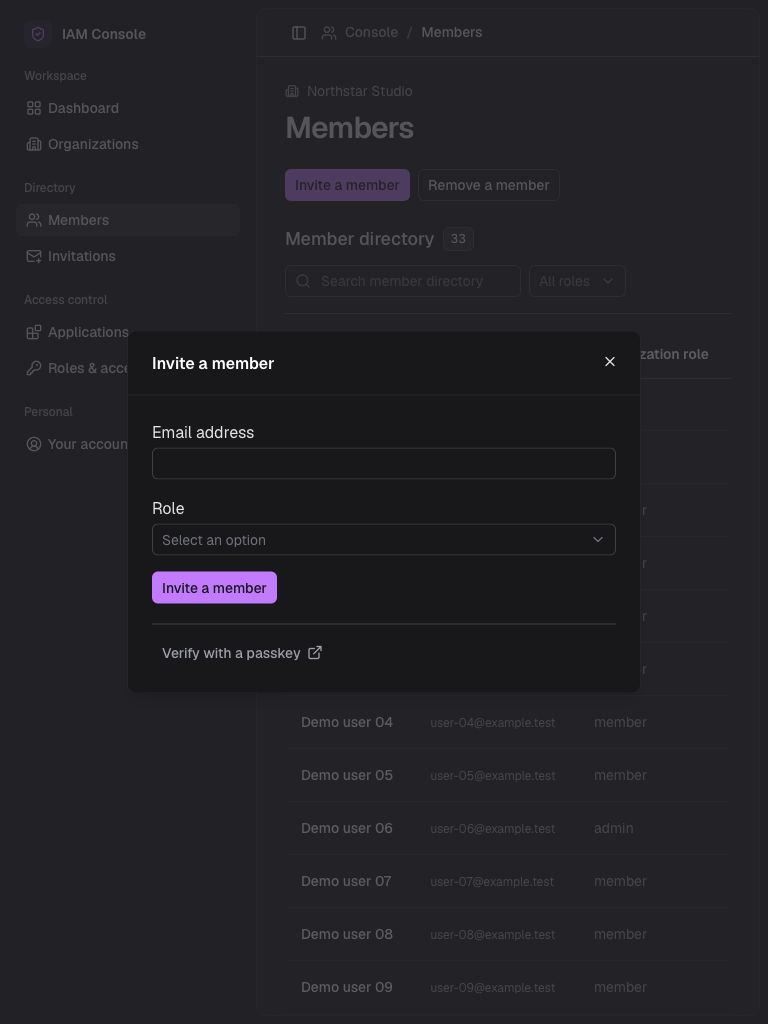 IAM Console
Workspace
Dashboard
Organizations
Directory
Members
Invitations
Access control
Applications
Roles & acce
Personal
Your accoun
Console / Members
Northstar Studio
Members
Invite a member
Remove a member
Member directory 33
Search member directory
All roles
zation role
Invite a member
Email address
Role
Select an option
Invite a member
Verify with a passkey
r
r
r
r
Demo user 04 user-04@example.test member
Demo user 05 user-05@example.test member
Demo user 06 user-06@example.test admin
Demo user 07 user-07@example.test member
Demo user 08 user-08@example.test member
Demo user 09 user-09@example.test member